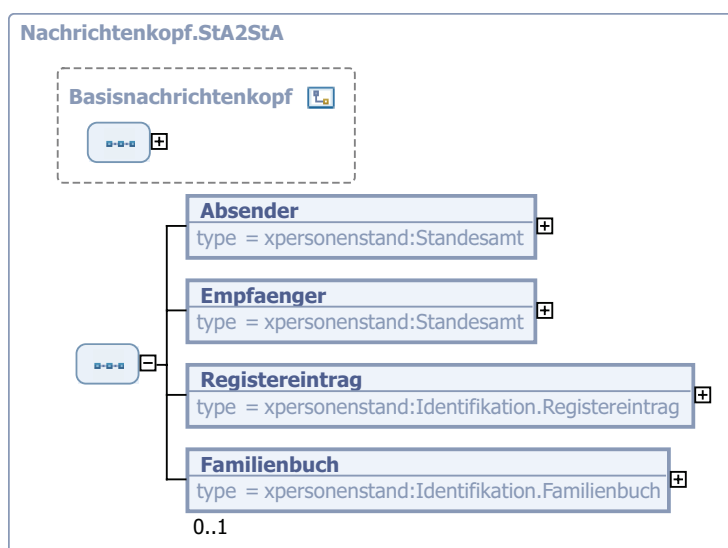 Nachrichtenkopf.StA2StA
Basisnachrichtenkopf
Absender
type = xpersonenstand:Standesamt
Empfaenger
type = xpersonenstand:Standesamt
Registereintrag
type = xpersonenstand:Identifikation.Registereintrag
Familienbuch
type = xpersonenstand:Identifikation.Familienbuch
0..1